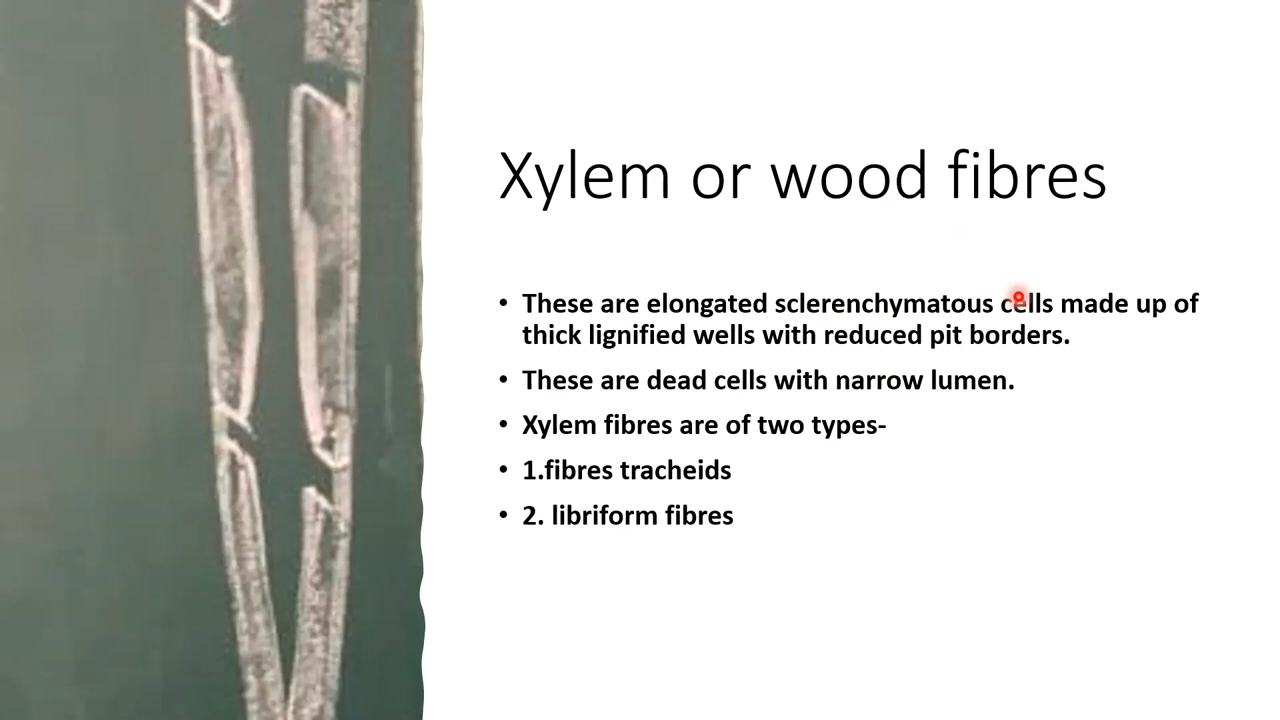 Xylem or wood fibres
• These are elongated sclerenchymatous cells made up of
thick lignified wells with reduced pit borders.
• These are dead cells with narrow lumen.
• Xylem fibres are of two types-
• 1.fibres tracheids
• 2. libriform fibres